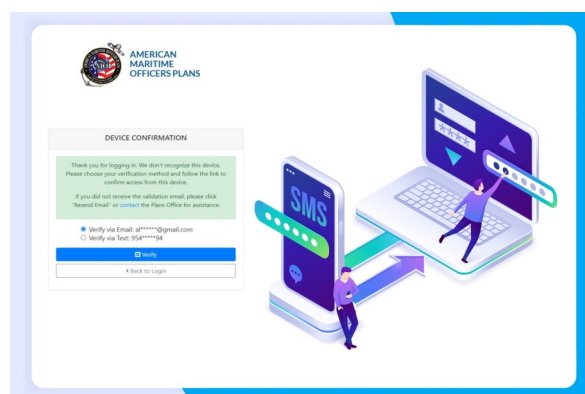 AMERICAN
MARITIME
OFFICERS PLANS
DEVICE CONFIRMATION
Thank you for logging in. We don't recognize this device.
Please choose your verification method and follow the link to
confirm access from this device.
If you did not receive the validation email, please click
"Resend Email" or contact the Plans Office for assistance.
Verify via Email: al******@gmail.com
Verify via Text: 954*****94
Verify
Back to Login
SMS